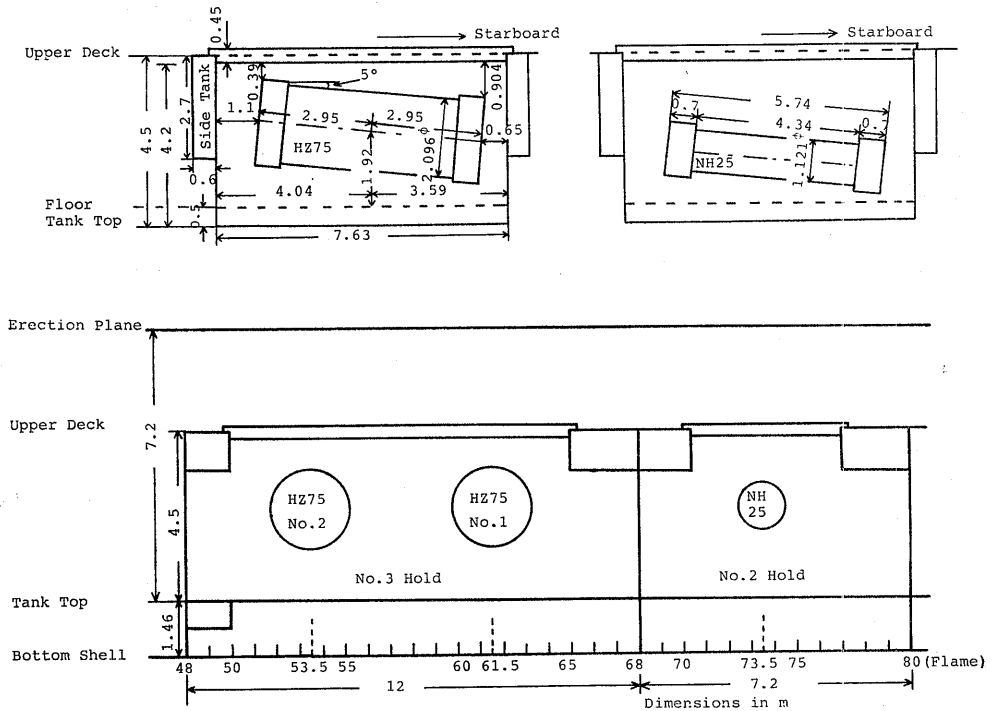 Upper Deck
0.45
Starboard
5°
0.39
0.904
Side Tank
2.7
1.1
2.95
2.95
0.65
HZ75
1.92
2.096ϕ
4.5
4.2
0.6
4.04
3.59
Floor
0.5
Tank Top
7.63
Starboard
0.7
5.74
4.34
NH25
1.121ϕ
Erection Plane
7.2
Upper Deck
4.5
HZ75
No.2
HZ75
No.1
NH
25
No.3 Hold
No.2 Hold
Tank Top
1.46
Bottom Shell
48 50 53.5 55 60 61.5 65 68 70 73.5 75 80(Flame)
12
7.2
Dimensions in m